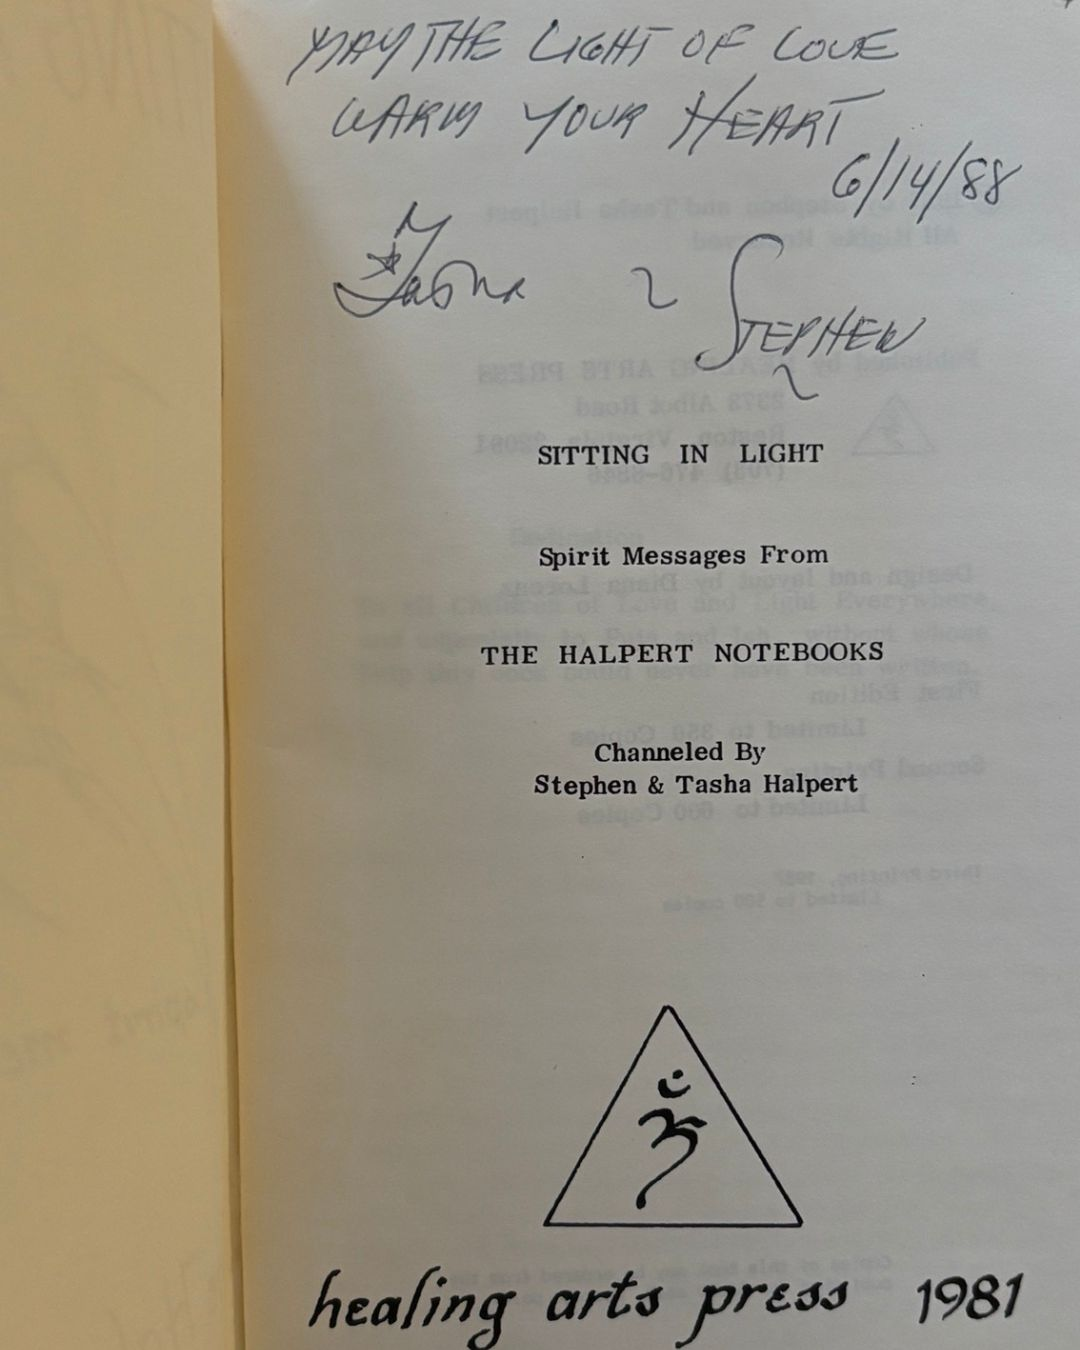 MAY THE LIGHT OF LOVE
WARM YOUR HEART
6/14/88
Tasha ~ STEPHEN
SITTING IN LIGHT
Spirit Messages From
THE HALPERT NOTEBOOKS
Channeled By
Stephen & Tasha Halpert
healing arts press 1981